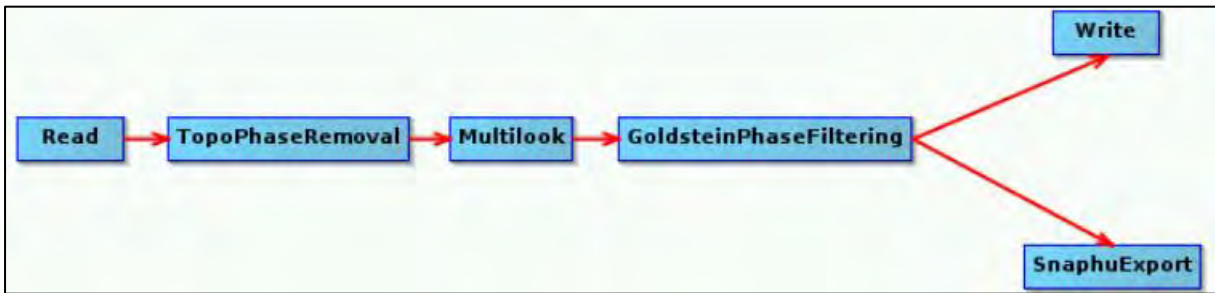 Write
Read
TopoPhaseRemoval
Multilook
GoldsteinPhaseFiltering
SnaphuExport